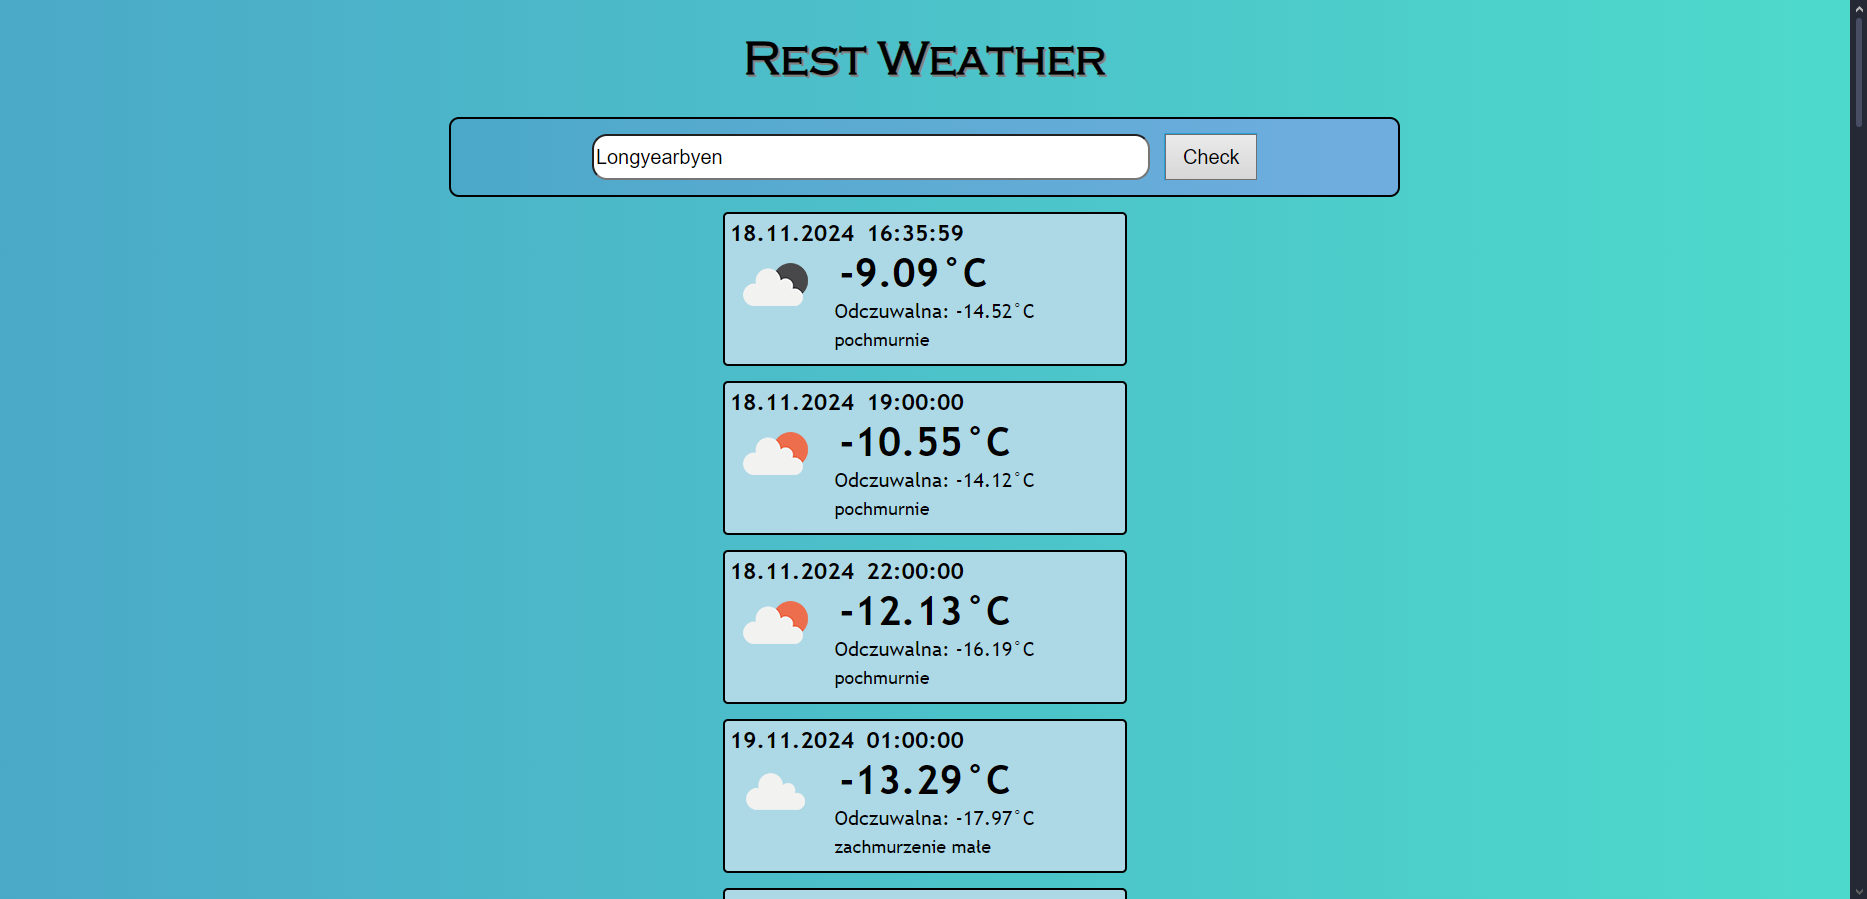 Rest Weather
Longyearbyen Check
18.11.2024 16:35:59
-9.09°C
Odczuwalna: -14.52°C
pochmurnie
18.11.2024 19:00:00
-10.55°C
Odczuwalna: -14.12°C
pochmurnie
18.11.2024 22:00:00
-12.13°C
Odczuwalna: -16.19°C
pochmurnie
19.11.2024 01:00:00
-13.29°C
Odczuwalna: -17.97°C
zachmurzenie małe